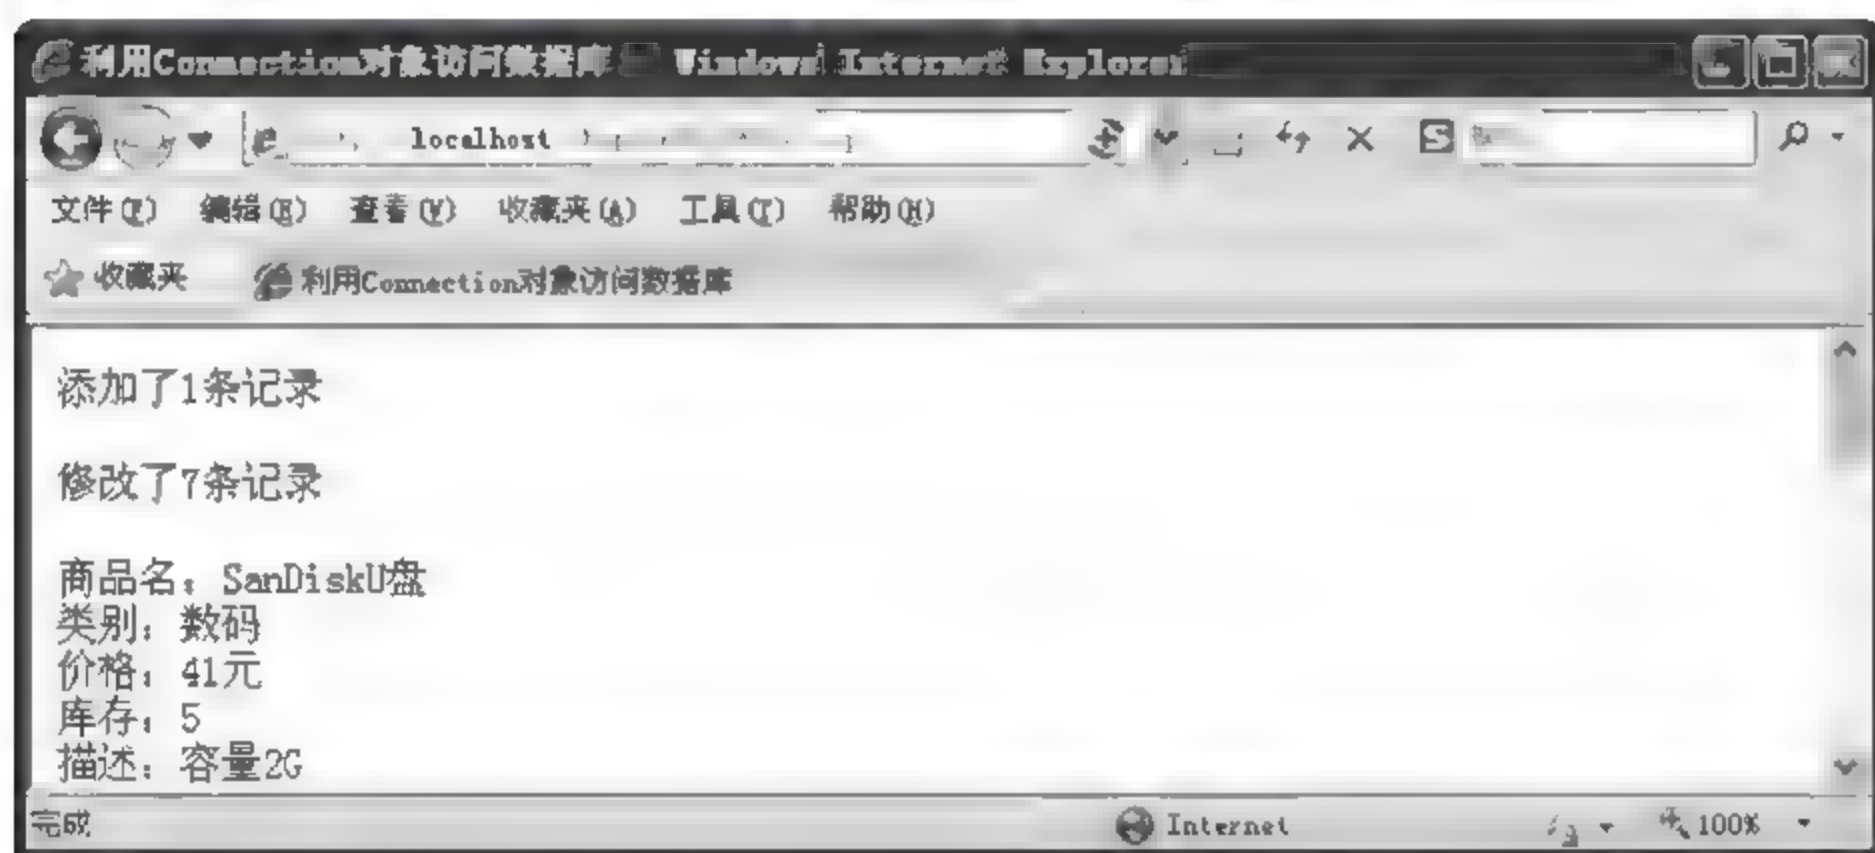 利用Connection对象访问数据库 Windows Internet Explorer
localhost
文件(F) 编辑(E) 查看(V) 收藏夹(A) 工具(T) 帮助(H)
收藏夹 利用Connection对象访问数据库
添加了1条记录
修改了7条记录
商品名：SanDiskU盘
类别：数码
价格：41元
库存：5
描述：容量2G
完成 Internet 100%